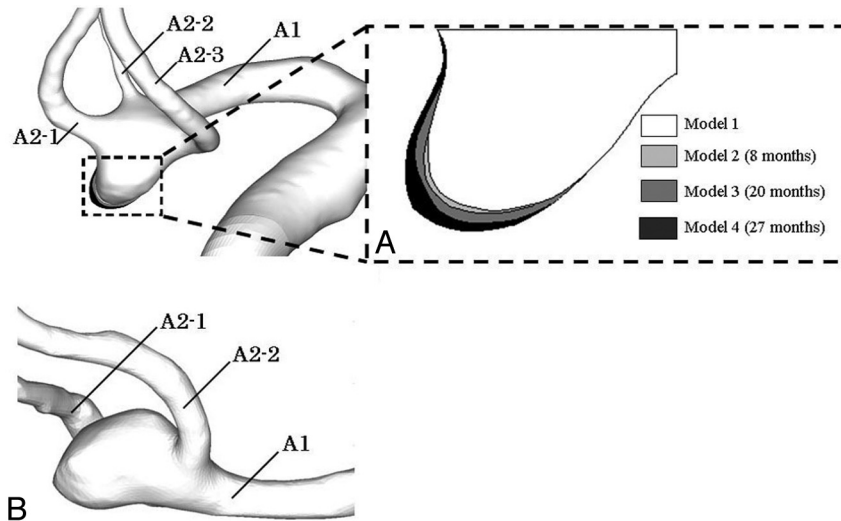 A2-2
A2-3
A1
A2-1
Model 1
Model 2 (8 months)
Model 3 (20 months)
Model 4 (27 months)
A
A2-1
A2-2
A1
B